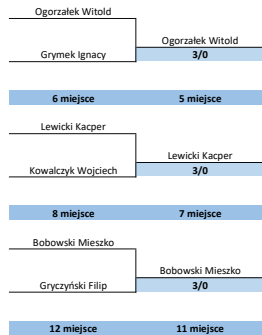 Ogorzałek Witold
Ogorzałek Witold
Grymek Ignacy
3/0
6 miejsce 5 miejsce
Lewicki Kacper
Lewicki Kacper
Kowalczyk Wojciech
3/0
8 miejsce 7 miejsce
Bobowski Mieszko
Bobowski Mieszko
Gryczyński Filip
3/0
12 miejsce 11 miejsce